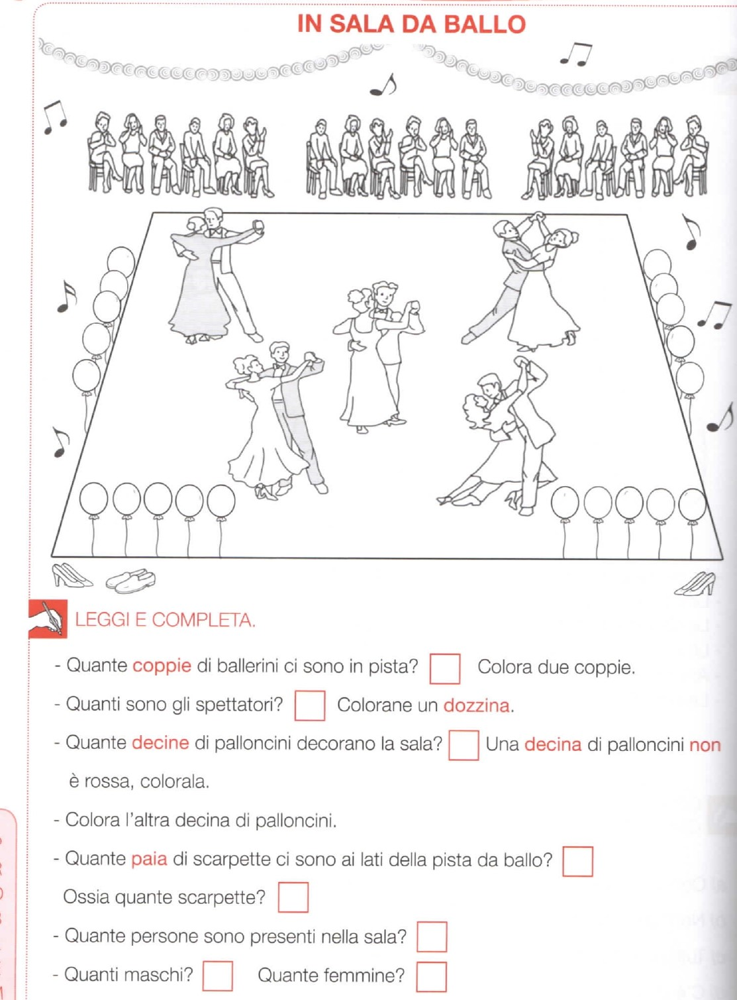 IN SALA DA BALLO
LEGGI E COMPLETA.
- Quante coppie di ballerini ci sono in pista? Colora due coppie.
- Quanti sono gli spettatori? Colorane un dozzina.
- Quante decine di palloncini decorano la sala? Una decina di palloncini non
è rossa, colorala.
- Colora l'altra decina di palloncini.
- Quante paia di scarpette ci sono ai lati della pista da ballo?
Ossia quante scarpette?
- Quante persone sono presenti nella sala?
- Quanti maschi? Quante femmine?